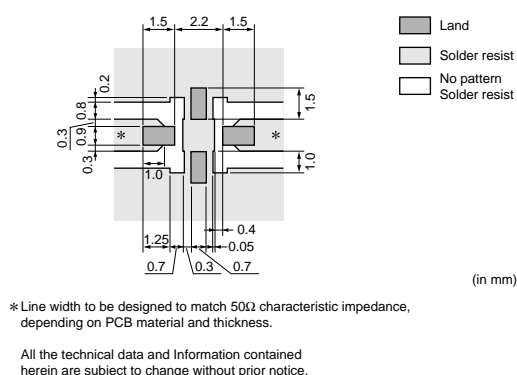 1.5 2.2 1.5
Land
Solder resist
No pattern
Solder resist
0.2
0.8
0.3
0.9
0.3
1.5
1.0
* *
1.0
0.4
1.25
0.05
0.7 0.3 0.7
(in mm)
*Line width to be designed to match 50Ω characteristic impedance,
depending on PCB material and thickness.
All the technical data and Information contained
herein are subject to change without prior notice.